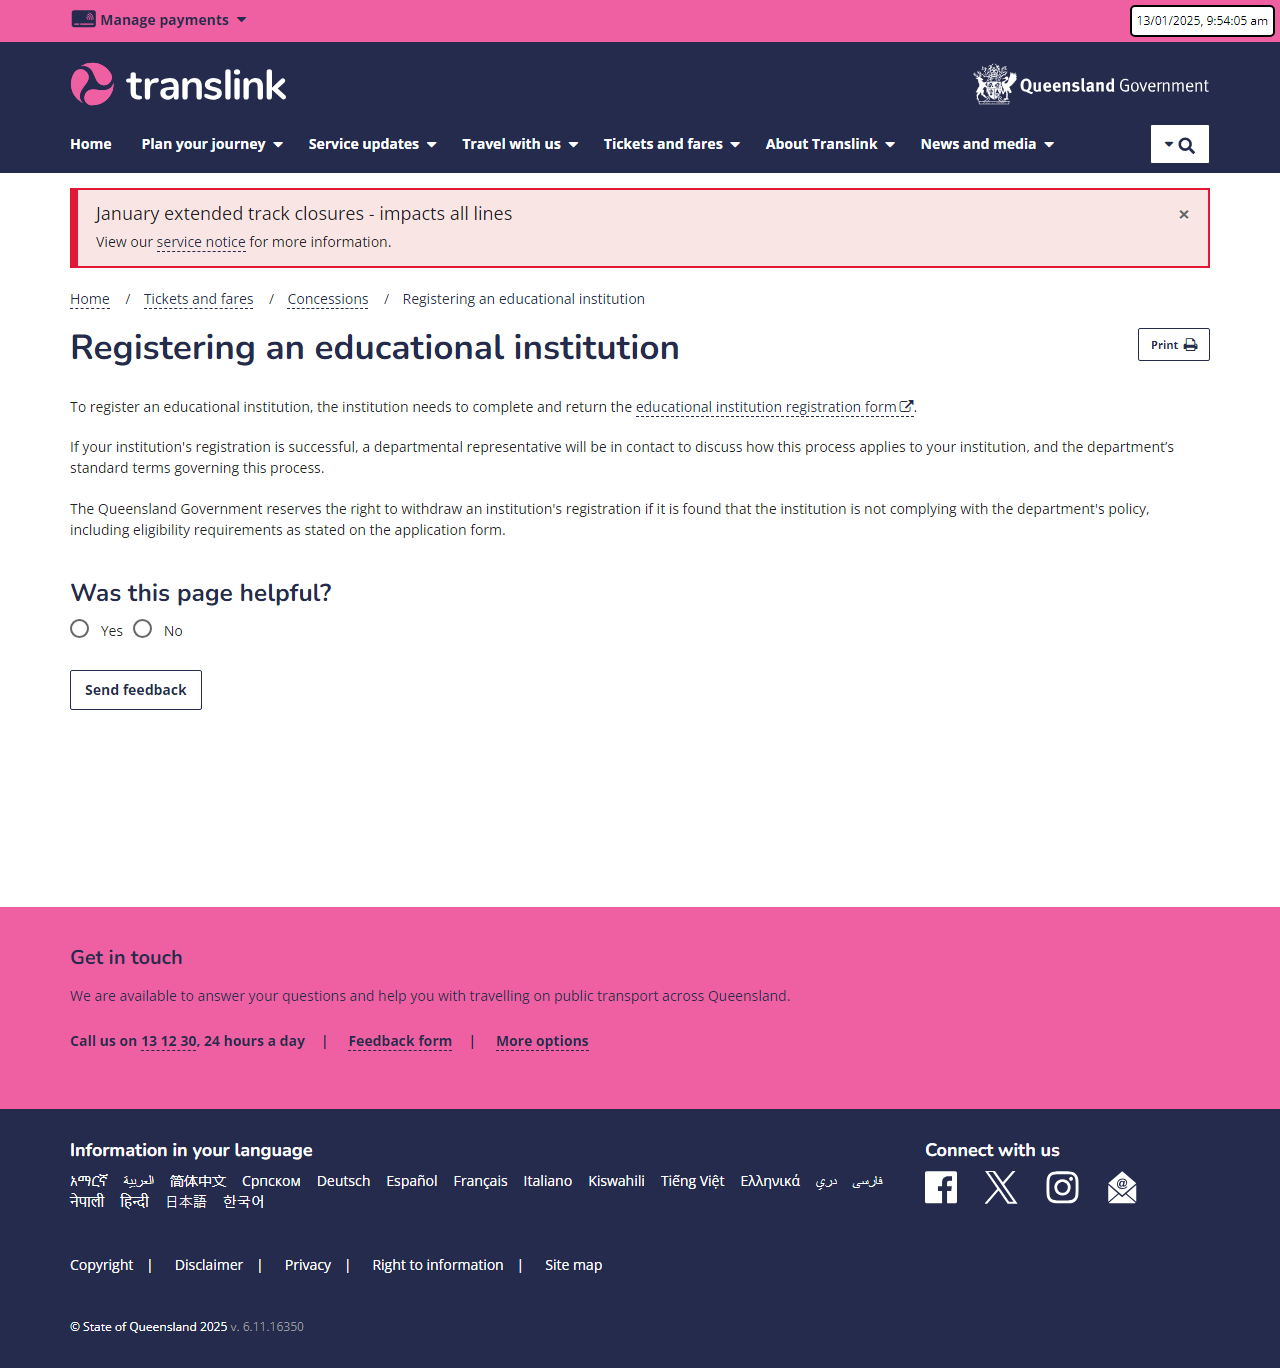 Manage payments
13/01/2025, 9:54:05 am
translink
Queensland Government
Home
Plan your journey
Service updates
Travel with us
Tickets and fares
About Translink
News and media
January extended track closures - impacts all lines
×
View our service notice for more information.
Home / Tickets and fares / Concessions / Registering an educational institution
Registering an educational institution
Print
To register an educational institution, the institution needs to complete and return the educational institution registration form.
If your institution's registration is successful, a departmental representative will be in contact to discuss how this process applies to your institution, and the department’s
standard terms governing this process.
The Queensland Government reserves the right to withdraw an institution's registration if it is found that the institution is not complying with the department's policy,
including eligibility requirements as stated on the application form.
Was this page helpful?
Yes No
Send feedback
Get in touch
We are available to answer your questions and help you with travelling on public transport across Queensland.
Call us on 13 12 30, 24 hours a day | Feedback form | More options
Information in your language
አማርኛ العربية 简体中文 Српском Deutsch Español Français Italiano Kiswahili Tiếng Việt Ελληνικά دري فارسی
नेपाली हिन्दी 日本語 한국어
Connect with us
Copyright | Disclaimer | Privacy | Right to information | Site map
© State of Queensland 2025 v. 6.11.16350